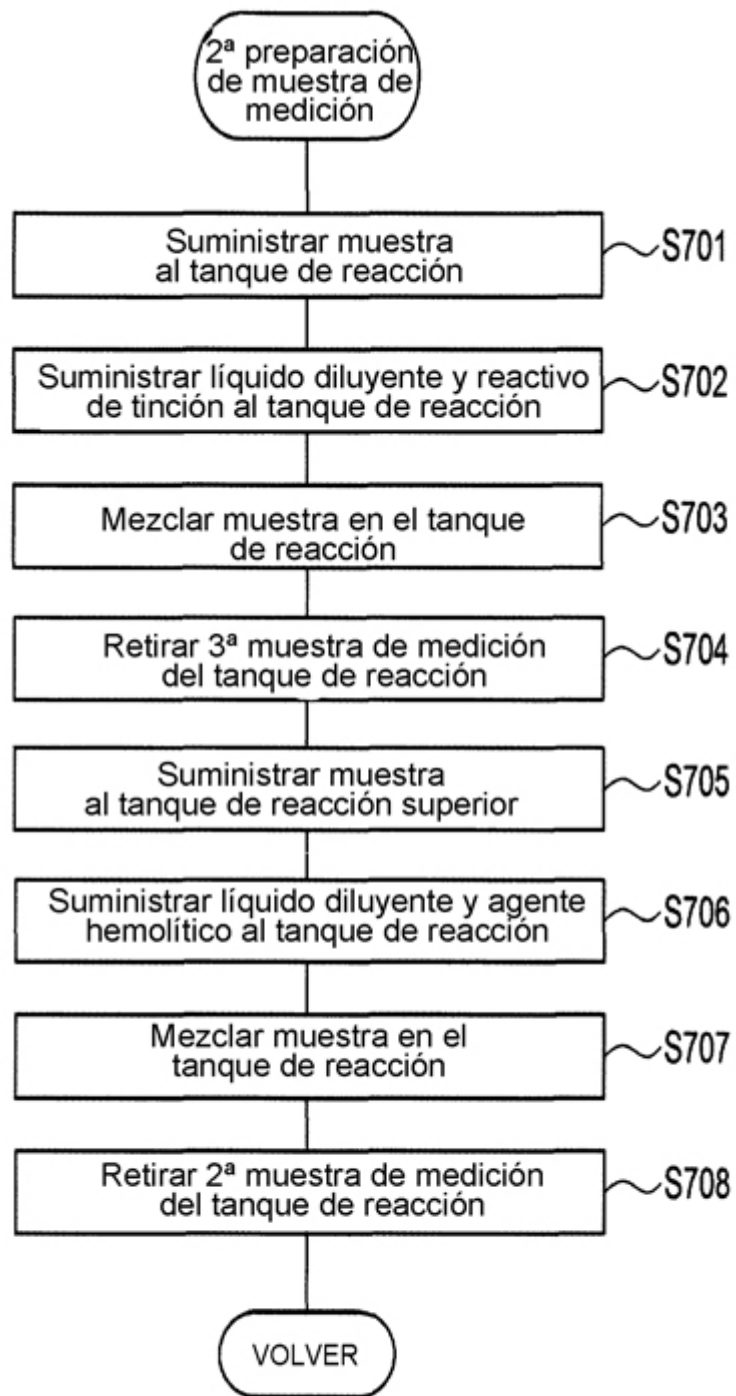 2ª preparación
de muestra de
medición
Suministrar muestra
al tanque de reacción
S701
Suministrar líquido diluyente y reactivo
de tinción al tanque de reacción
S702
Mezclar muestra en el tanque
de reacción
S703
Retirar 3ª muestra de medición
del tanque de reacción
S704
Suministrar muestra
al tanque de reacción superior
S705
Suministrar líquido diluyente y agente
hemolítico al tanque de reacción
S706
Mezclar muestra en el
tanque de reacción
S707
Retirar 2ª muestra de medición
del tanque de reacción
S708
VOLVER